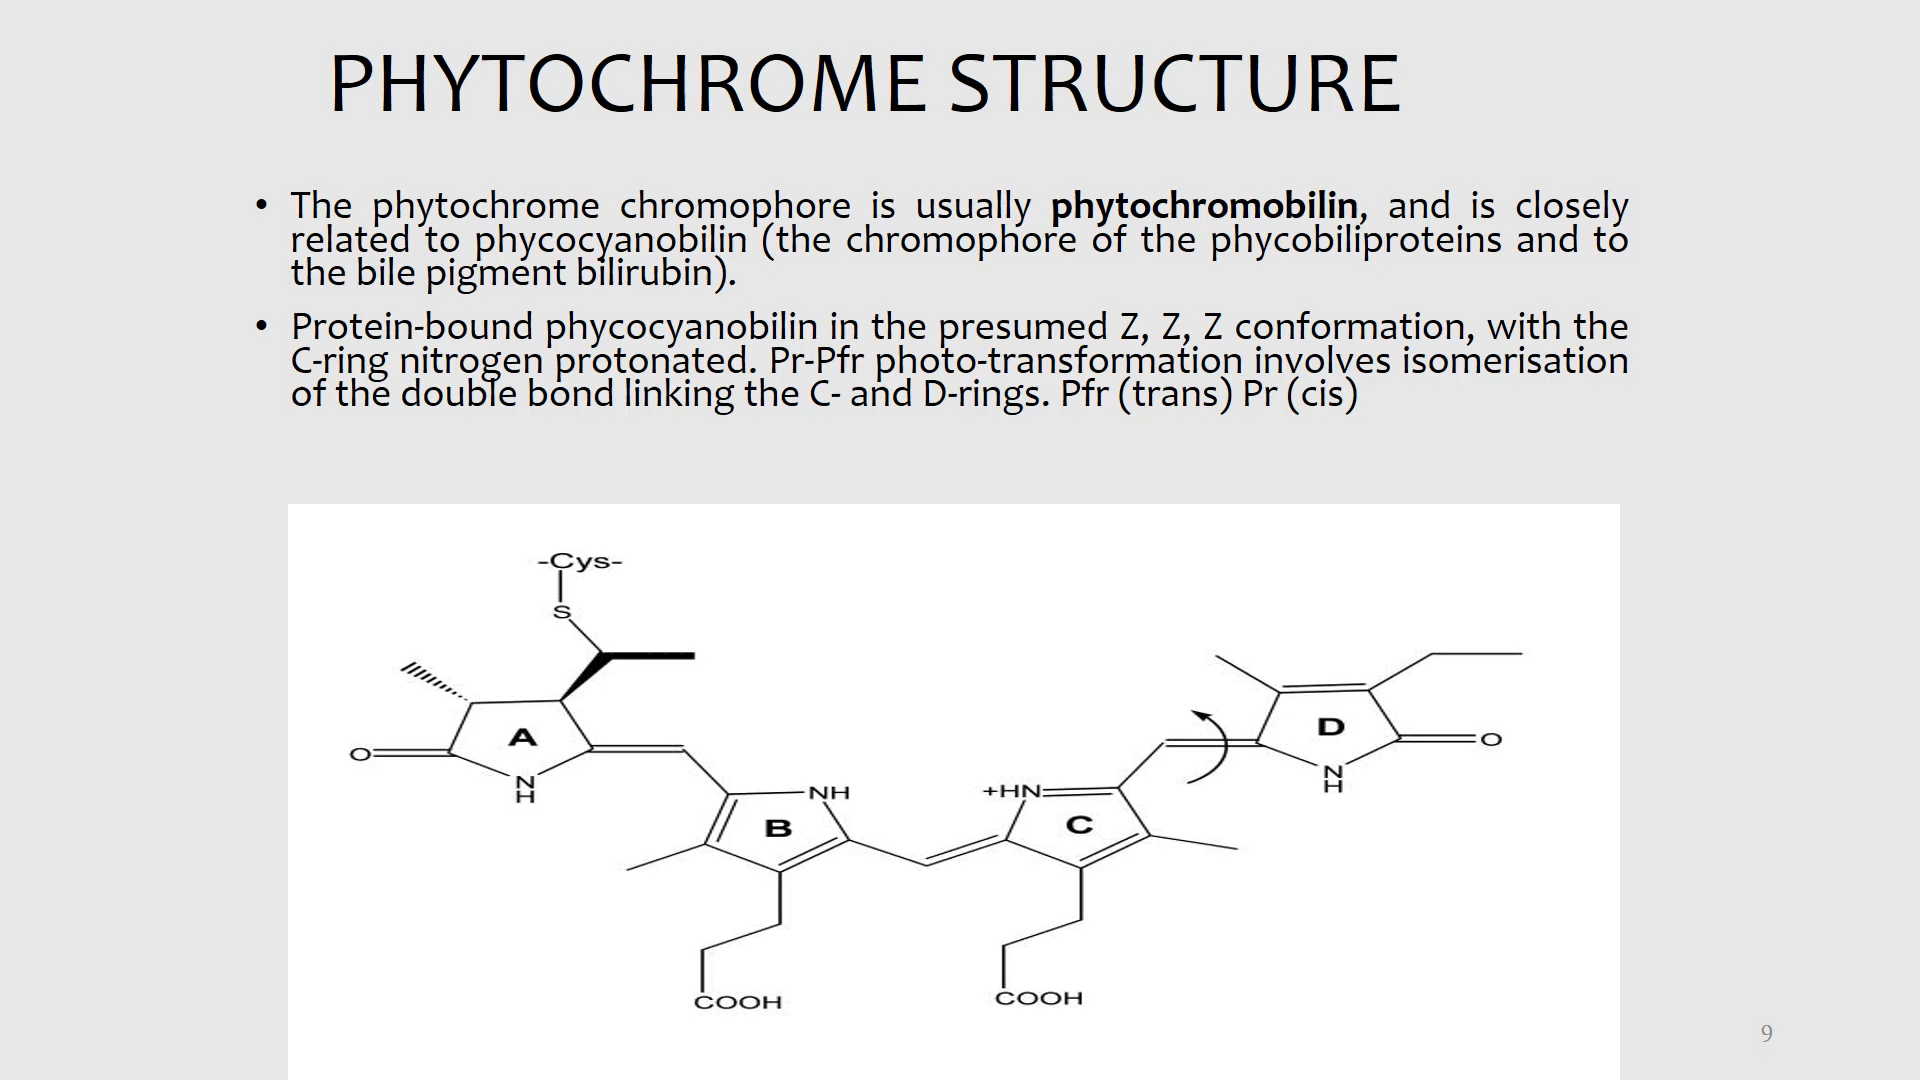 PHYTOCHROME STRUCTURE
• The phytochrome chromophore is usually phytochromobilin, and is closely
related to phycocyanobilin (the chromophore of the phycobiliproteins and to
the bile pigment bilirubin).
• Protein-bound phycocyanobilin in the presumed Z, Z, Z conformation, with the
C-ring nitrogen protonated. Pr-Pfr photo-transformation involves isomerisation
of the double bond linking the C- and D-rings. Pfr (trans) Pr (cis)
-Cys-
S
A
D
O
O
N
H
N
H
NH
+HN
B
C
COOH
COOH
9